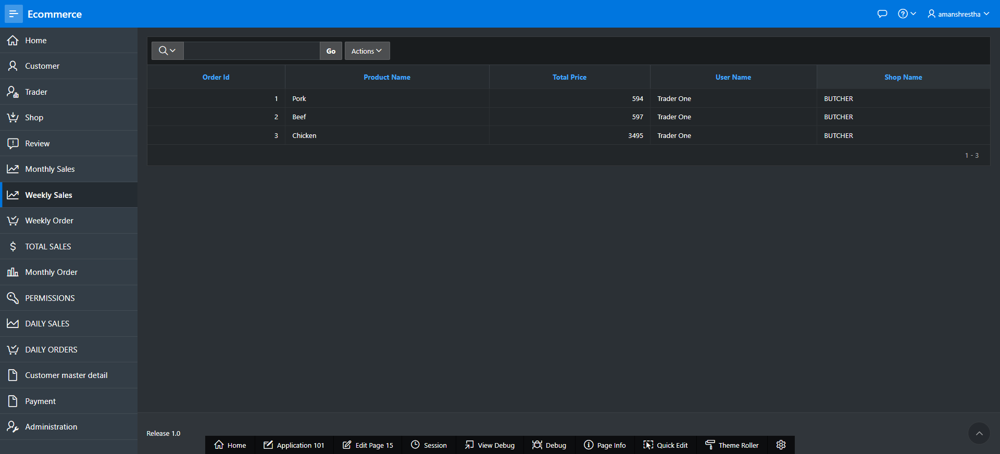 Ecommerce
amanshrestha
Home
Customer
Trader
Shop
Review
Monthly Sales
Weekly Sales
Weekly Order
TOTAL SALES
Monthly Order
PERMISSIONS
DAILY SALES
DAILY ORDERS
Customer master detail
Payment
Administration
Go Actions
Order Id Product Name Total Price User Name Shop Name
1 Pork 594 Trader One BUTCHER
2 Beef 597 Trader One BUTCHER
3 Chicken 3495 Trader One BUTCHER
1 - 3
Release 1.0
Home Application 101 Edit Page 15 Session View Debug Debug Page Info Quick Edit Theme Roller